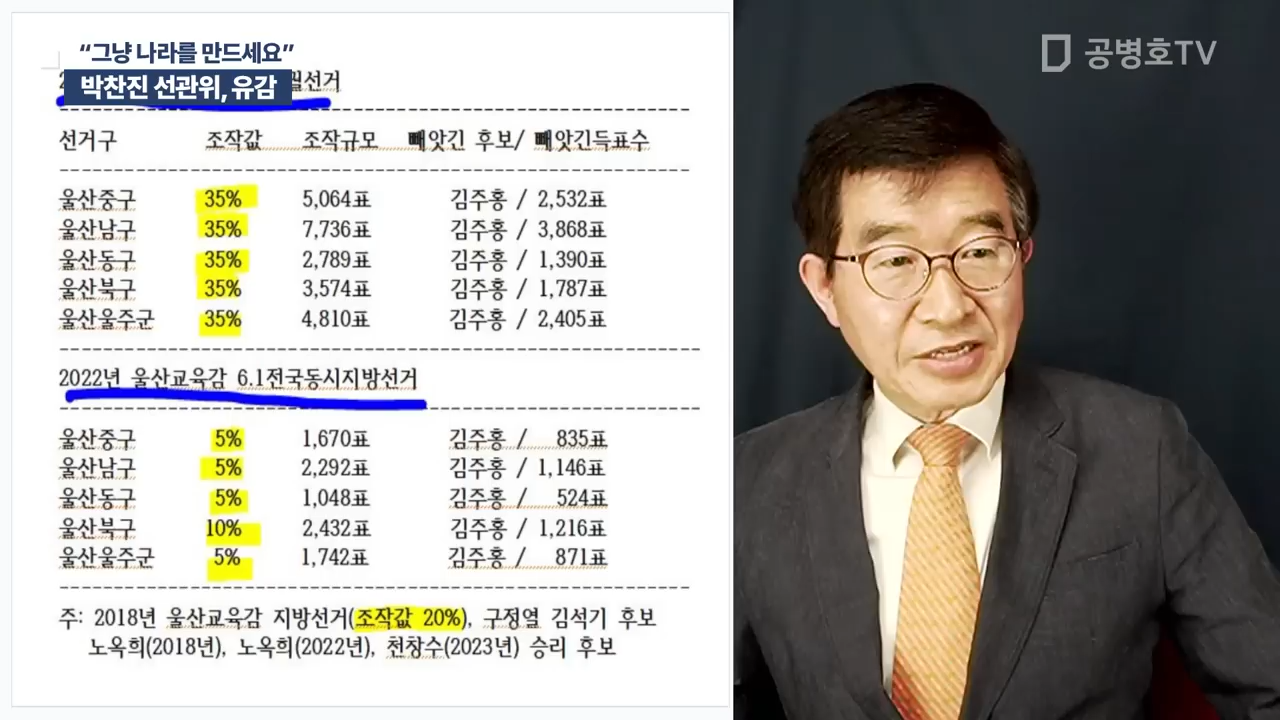 “그냥 나라를 만드세요”
박찬진 선관위, 유감
공병호TV
선거구 조작값 조작규모 빼앗긴 후보/ 빼앗긴득표수
울산중구 35% 5,064표 김주홍 / 2,532표
울산남구 35% 7,736표 김주홍 / 3,868표
울산동구 35% 2,789표 김주홍 / 1,390표
울산북구 35% 3,574표 김주홍 / 1,787표
울산울주군 35% 4,810표 김주홍 / 2,405표
2022년 울산교육감 6.1전국동시지방선거
울산중구 5% 1,670표 김주홍 / 835표
울산남구 5% 2,292표 김주홍 / 1,146표
울산동구 5% 1,048표 김주홍 / 524표
울산북구 10% 2,432표 김주홍 / 1,216표
울산울주군 5% 1,742표 김주홍 / 871표
주: 2018년 울산교육감 지방선거(조작값 20%), 구정열 김석기 후보
노옥희(2018년), 노옥희(2022년), 천창수(2023년) 승리 후보